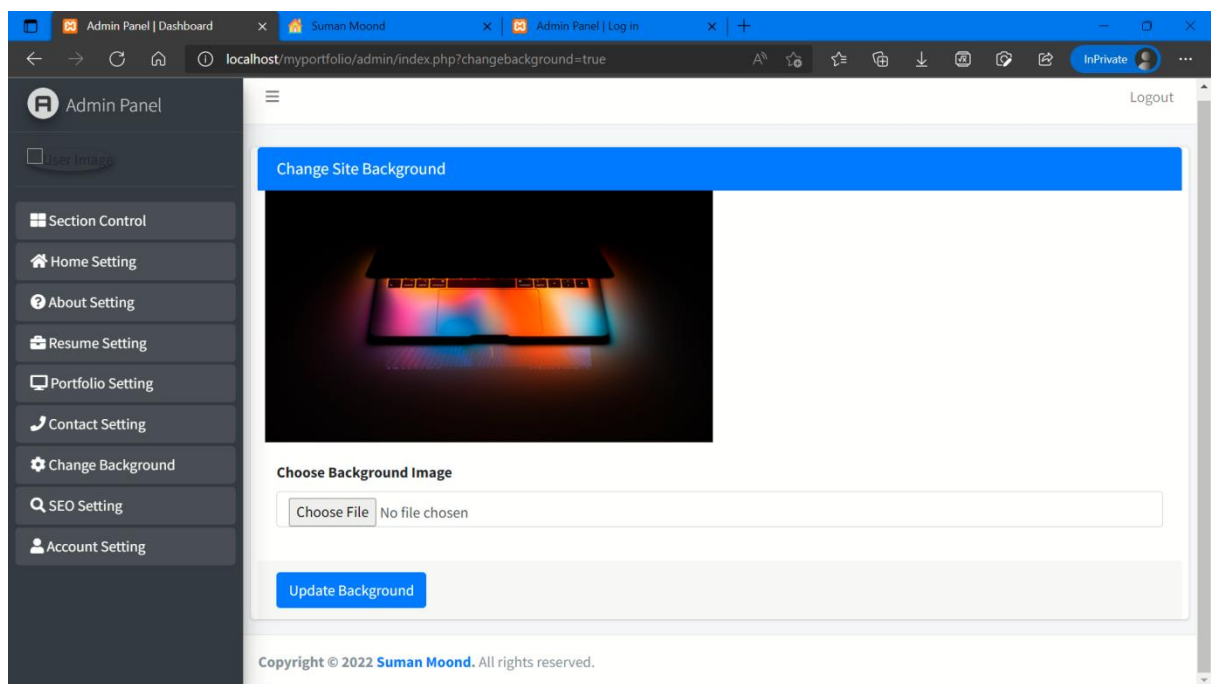 Admin Panel | Dashboard
Suman Moond
Admin Panel | Log in
localhost/myportfolio/admin/index.php?changebackground=true
InPrivate
Admin Panel
Logout
User Image
Change Site Background
Section Control
Home Setting
About Setting
Resume Setting
Portfolio Setting
Contact Setting
Change Background
SEO Setting
Account Setting
Choose Background Image
Choose File No file chosen
Update Background
Copyright © 2022 Suman Moond. All rights reserved.